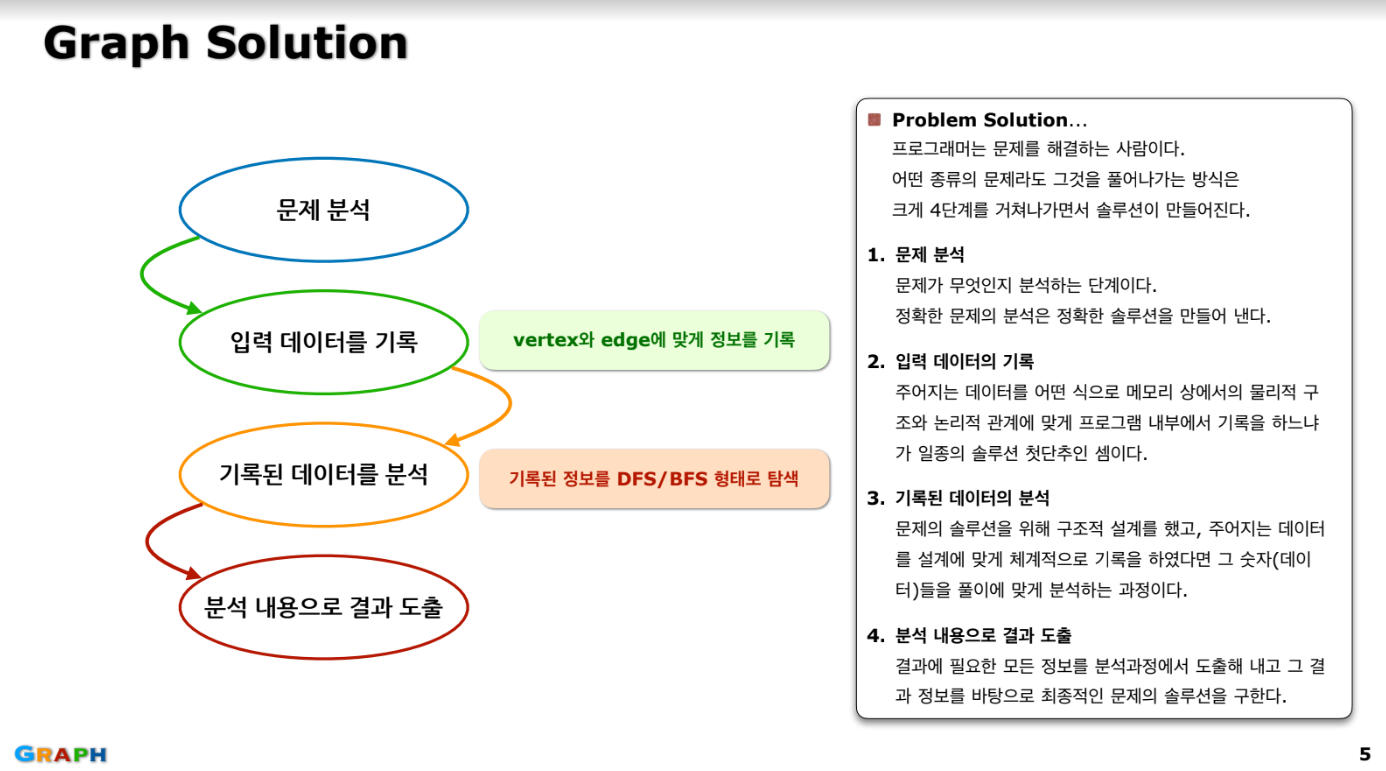 Graph Solution
문제 분석
입력 데이터를 기록
vertex와 edge에 맞게 정보를 기록
기록된 데이터를 분석
기록된 정보를 DFS/BFS 형태로 탐색
분석 내용으로 결과 도출
Problem Solution…
프로그래머는 문제를 해결하는 사람이다.
어떤 종류의 문제라도 그것을 풀어나가는 방식은
크게 4단계를 거쳐나가면서 솔루션이 만들어진다.
1. 문제 분석
문제가 무엇인지 분석하는 단계이다.
정확한 문제의 분석은 정확한 솔루션을 만들어 낸다.
2. 입력 데이터의 기록
주어지는 데이터를 어떤 식으로 메모리 상에서의 물리적 구
조와 논리적 관계에 맞게 프로그램 내부에서 기록을 하느냐
가 일종의 솔루션 첫단추인 셈이다.
3. 기록된 데이터의 분석
문제의 솔루션을 위해 구조적 설계를 했고, 주어지는 데이터
를 설계에 맞게 체계적으로 기록을 하였다면 그 숫자(데이
터)들을 풀이에 맞게 분석하는 과정이다.
4. 분석 내용으로 결과 도출
결과에 필요한 모든 정보를 분석과정에서 도출해 내고 그 결
과 정보를 바탕으로 최종적인 문제의 솔루션을 구한다.
GRAPH
5